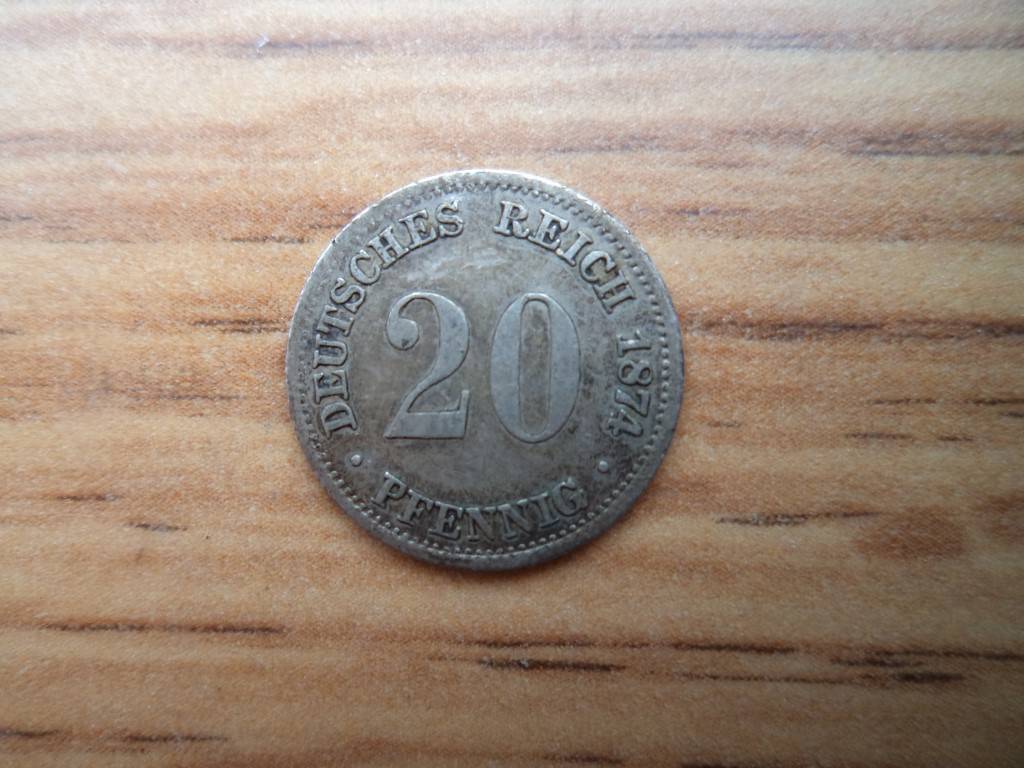 DEUTSCHES REICH 1874
20
• PFENNIG •